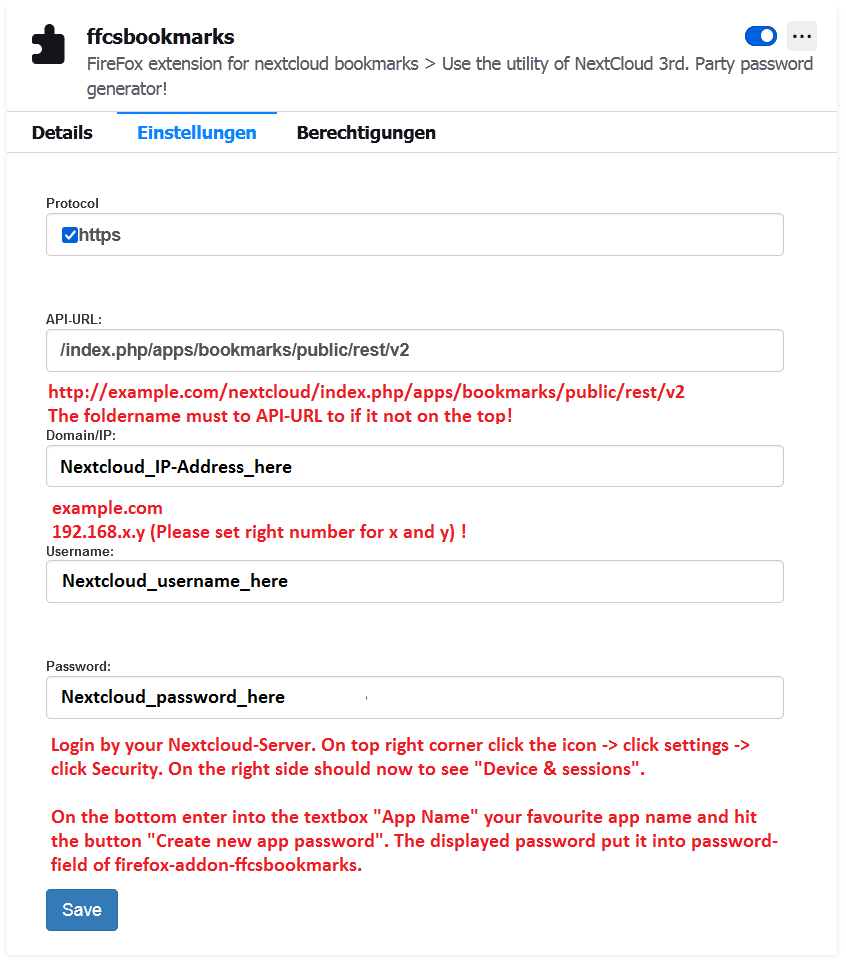 ffcsbookmarks
FireFox extension for nextcloud bookmarks > Use the utility of NextCloud 3rd. Party password
generator!
Details Einstellungen Berechtigungen
Protocol
https
API-URL:
/index.php/apps/bookmarks/public/rest/v2
http://example.com/nextcloud/index.php/apps/bookmarks/public/rest/v2
The foldername must to API-URL to if it not on the top!
Domain/IP:
Nextcloud_IP-Address_here
example.com
192.168.x.y (Please set right number for x and y) !
Username:
Nextcloud_username_here
Password:
Nextcloud_password_here
Login by your Nextcloud-Server. On top right corner click the icon -> click settings ->
click Security. On the right side should now to see "Device & sessions".
On the bottom enter into the textbox "App Name" your favourite app name and hit
the button "Create new app password". The displayed password put it into password-
field of firefox-addon-ffcsbookmarks.
Save